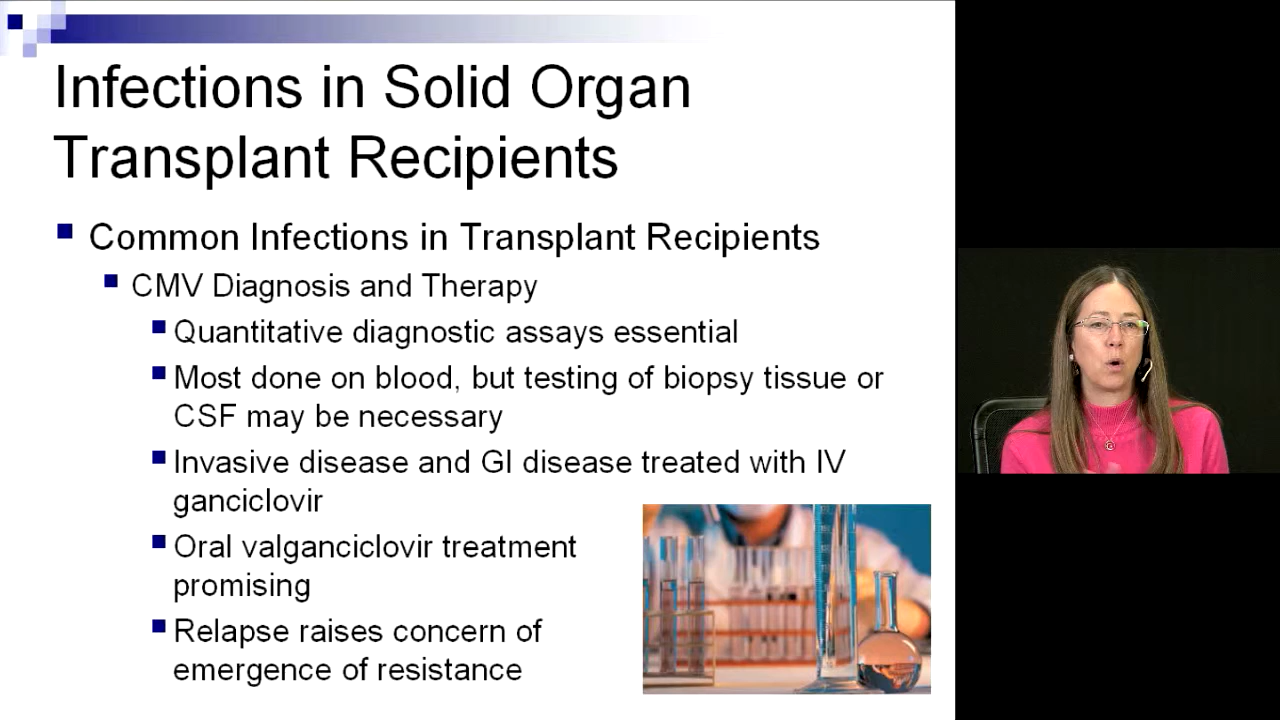 Infections in Solid Organ
Transplant Recipients
Common Infections in Transplant Recipients
CMV Diagnosis and Therapy
Quantitative diagnostic assays essential
Most done on blood, but testing of biopsy tissue or
CSF may be necessary
Invasive disease and GI disease treated with IV
ganciclovir
Oral valganciclovir treatment
promising
Relapse raises concern of
emergence of resistance